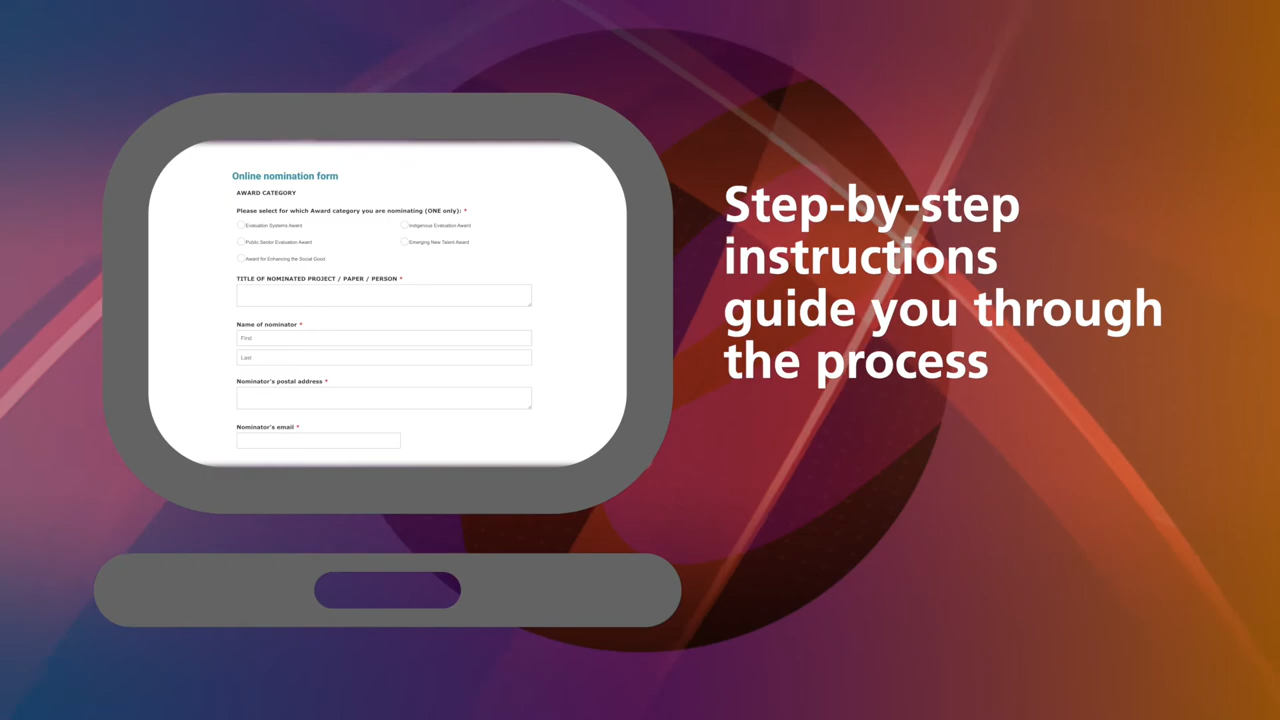 Online nomination form
AWARD CATEGORY
Please select for which Award category you are nominating (ONE only): *
Evaluation Systems Award
Indigenous Evaluation Award
Public Sector Evaluation Award
Emerging New Talent Award
Award for Enhancing the Social Good
TITLE OF NOMINATED PROJECT / PAPER / PERSON *
Name of nominator *
First
Last
Nominator's postal address *
Nominator's email *
Step-by-step
instructions
guide you through
the process